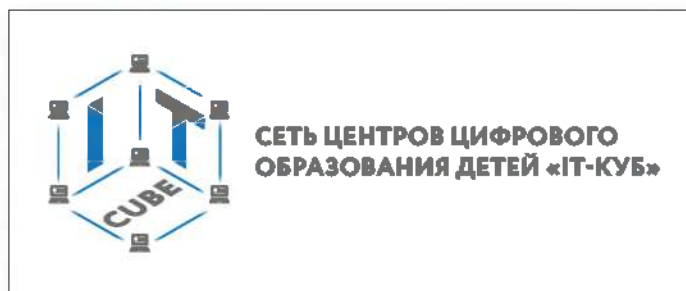 IT
CUBE
СЕТЬ ЦЕНТРОВ ЦИФРОВОГО
ОБРАЗОВАНИЯ ДЕТЕЙ «IT-КУБ»